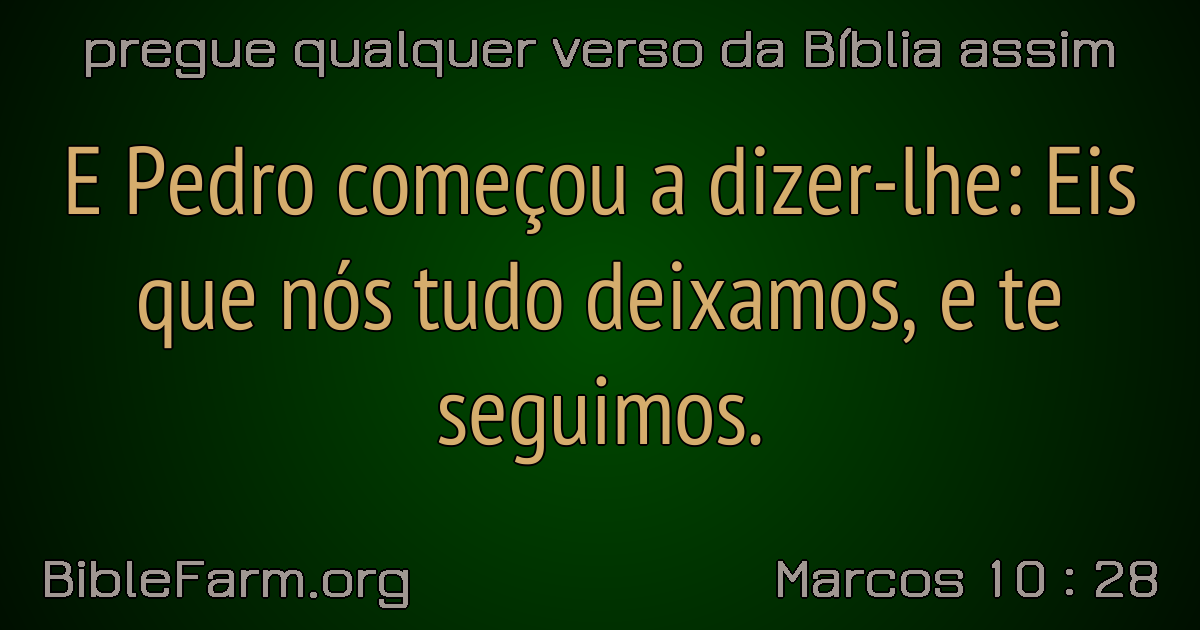 pregue qualquer verso da Bíblia assim
E Pedro começou a dizer-lhe: Eis
que nós tudo deixamos, e te
seguimos.
BibleFarm.org
Marcos 10 : 28